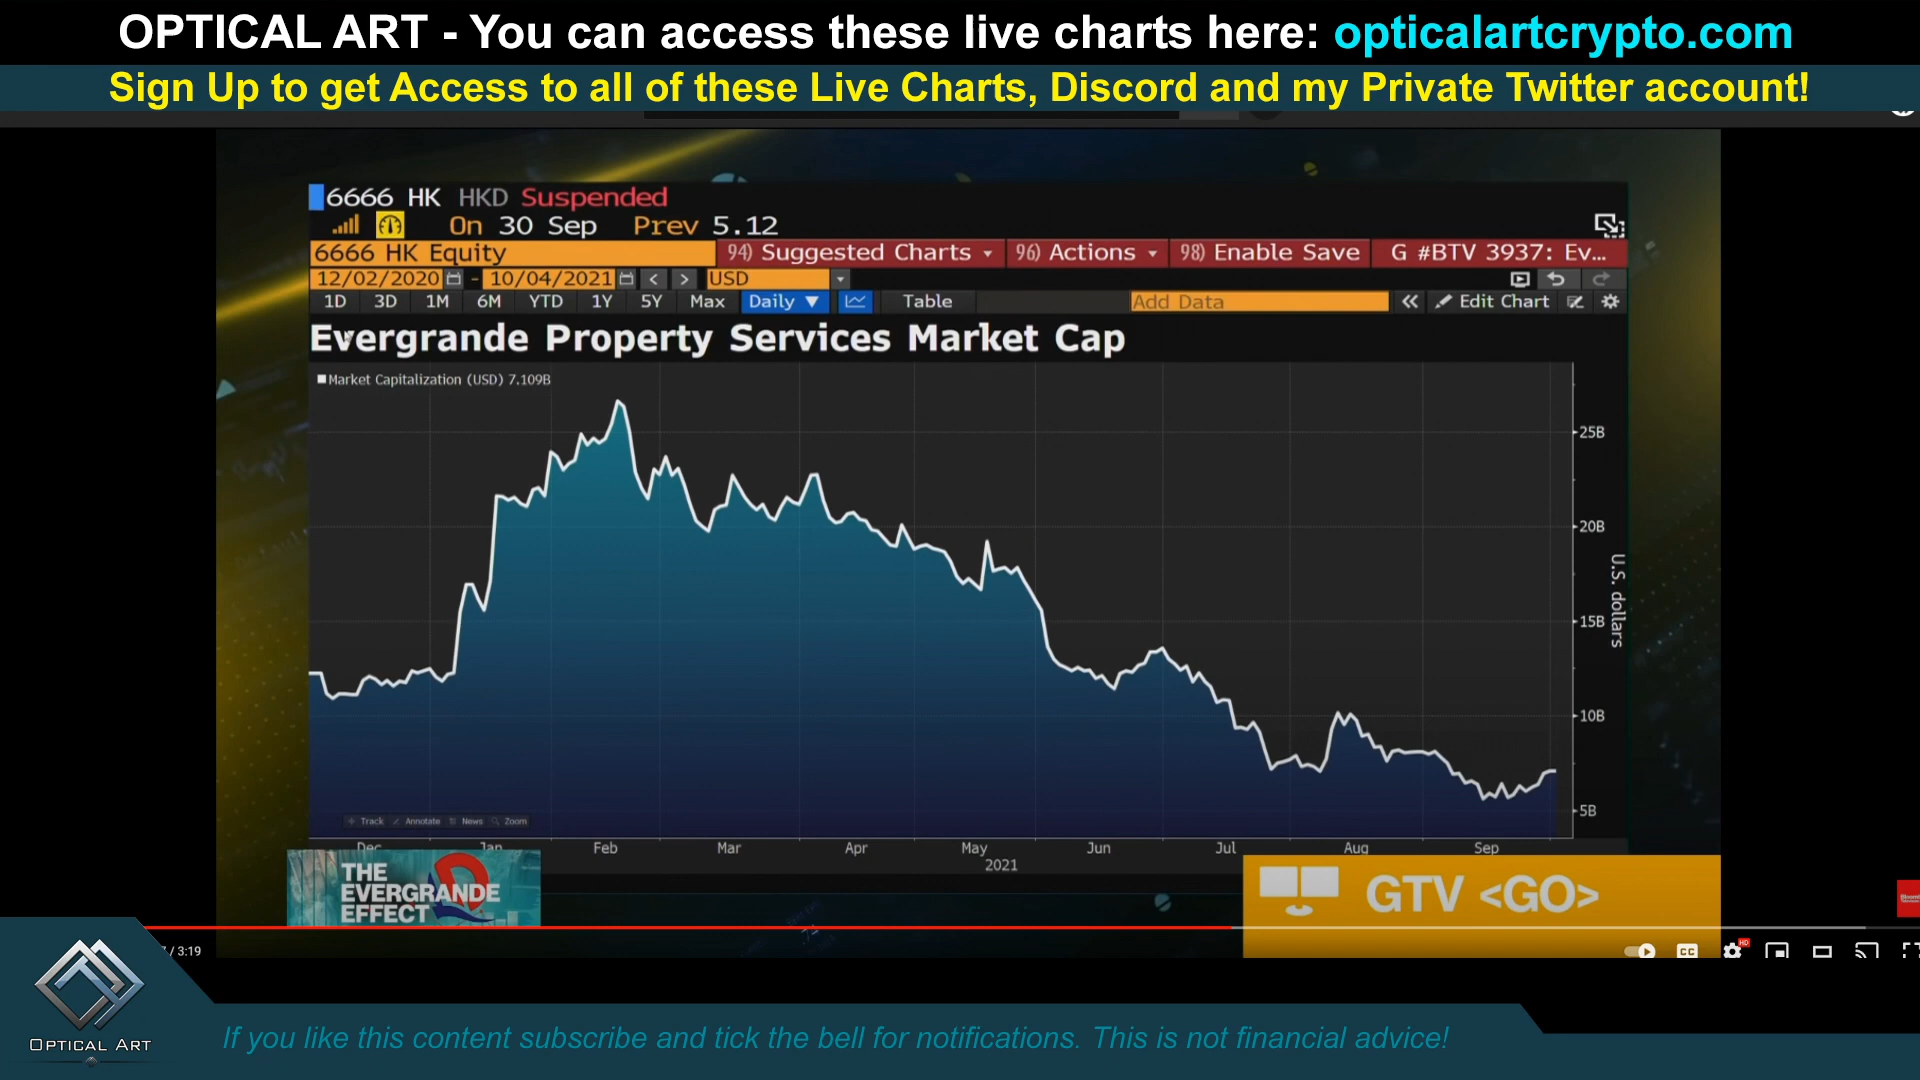 OPTICAL ART - You can access these live charts here: opticalartcrypto.com
Sign Up to get Access to all of these Live Charts, Discord and my Private Twitter account!
6666 HK HKD Suspended
On 30 Sep Prev 5.12
6666 HK Equity 94) Suggested Charts 96) Actions 98) Enable Save G #BTV 3937: Ev...
12/02/2020 - 10/04/2021 < > USD
1D 3D 1M 6M YTD 1Y 5Y Max Daily Table Add Data Edit Chart
Evergrande Property Services Market Cap
Market Capitalization (USD) 7.109B
25B
20B
15B
10B
5B
U.S. dollars
Track Annotate News Zoom
Dec Jan Feb Mar Apr May Jun Jul Aug Sep
2021
THE
EVERGRANDE
EFFECT
GTV <GO>
/ 3:19
CC
HD
OPTICAL ART
If you like this content subscribe and tick the bell for notifications. This is not financial advice!